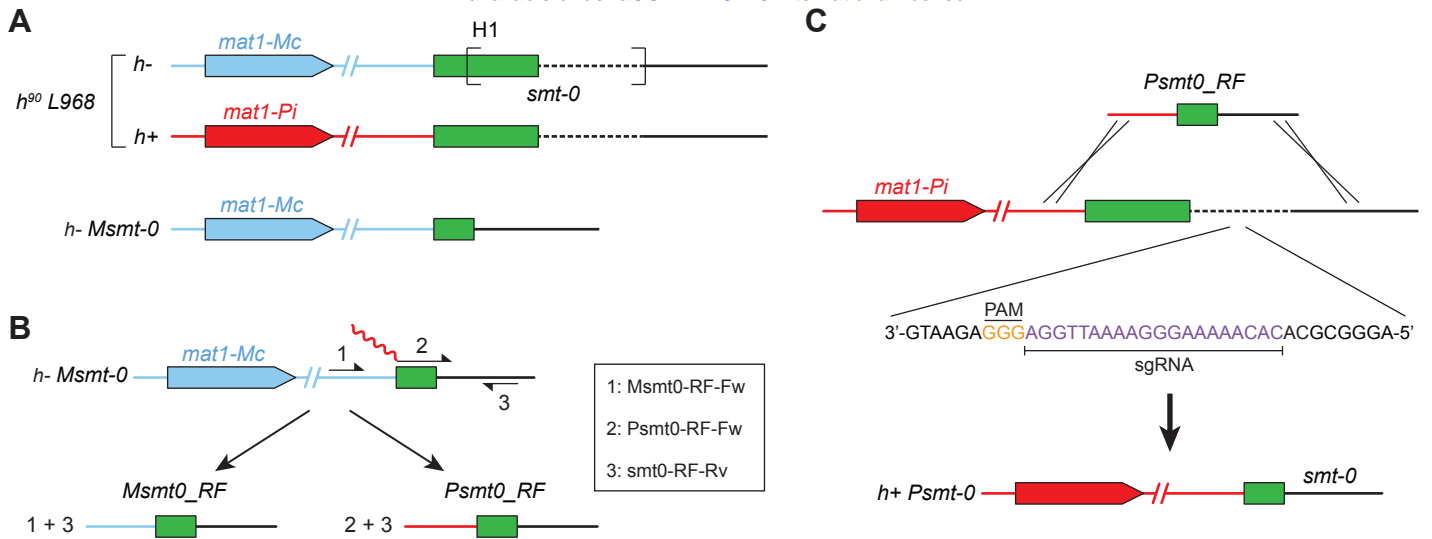 A
H1
mat1-Mc
h-
smt-0
h⁹⁰ L968
mat1-Pi
h+
mat1-Mc
h- Msmt-0
B
mat1-Mc
1
2
h- Msmt-0
3
1: Msmt0-RF-Fw
2: Psmt0-RF-Fw
3: smt0-RF-Rv
Msmt0_RF
Psmt0_RF
1 + 3
2 + 3
C
Psmt0_RF
mat1-Pi
PAM
3’-GTAAGAGGGAGGTTAAAAGGGAAAAACACACGCGGGA-5’
sgRNA
smt-0
h+ Psmt-0